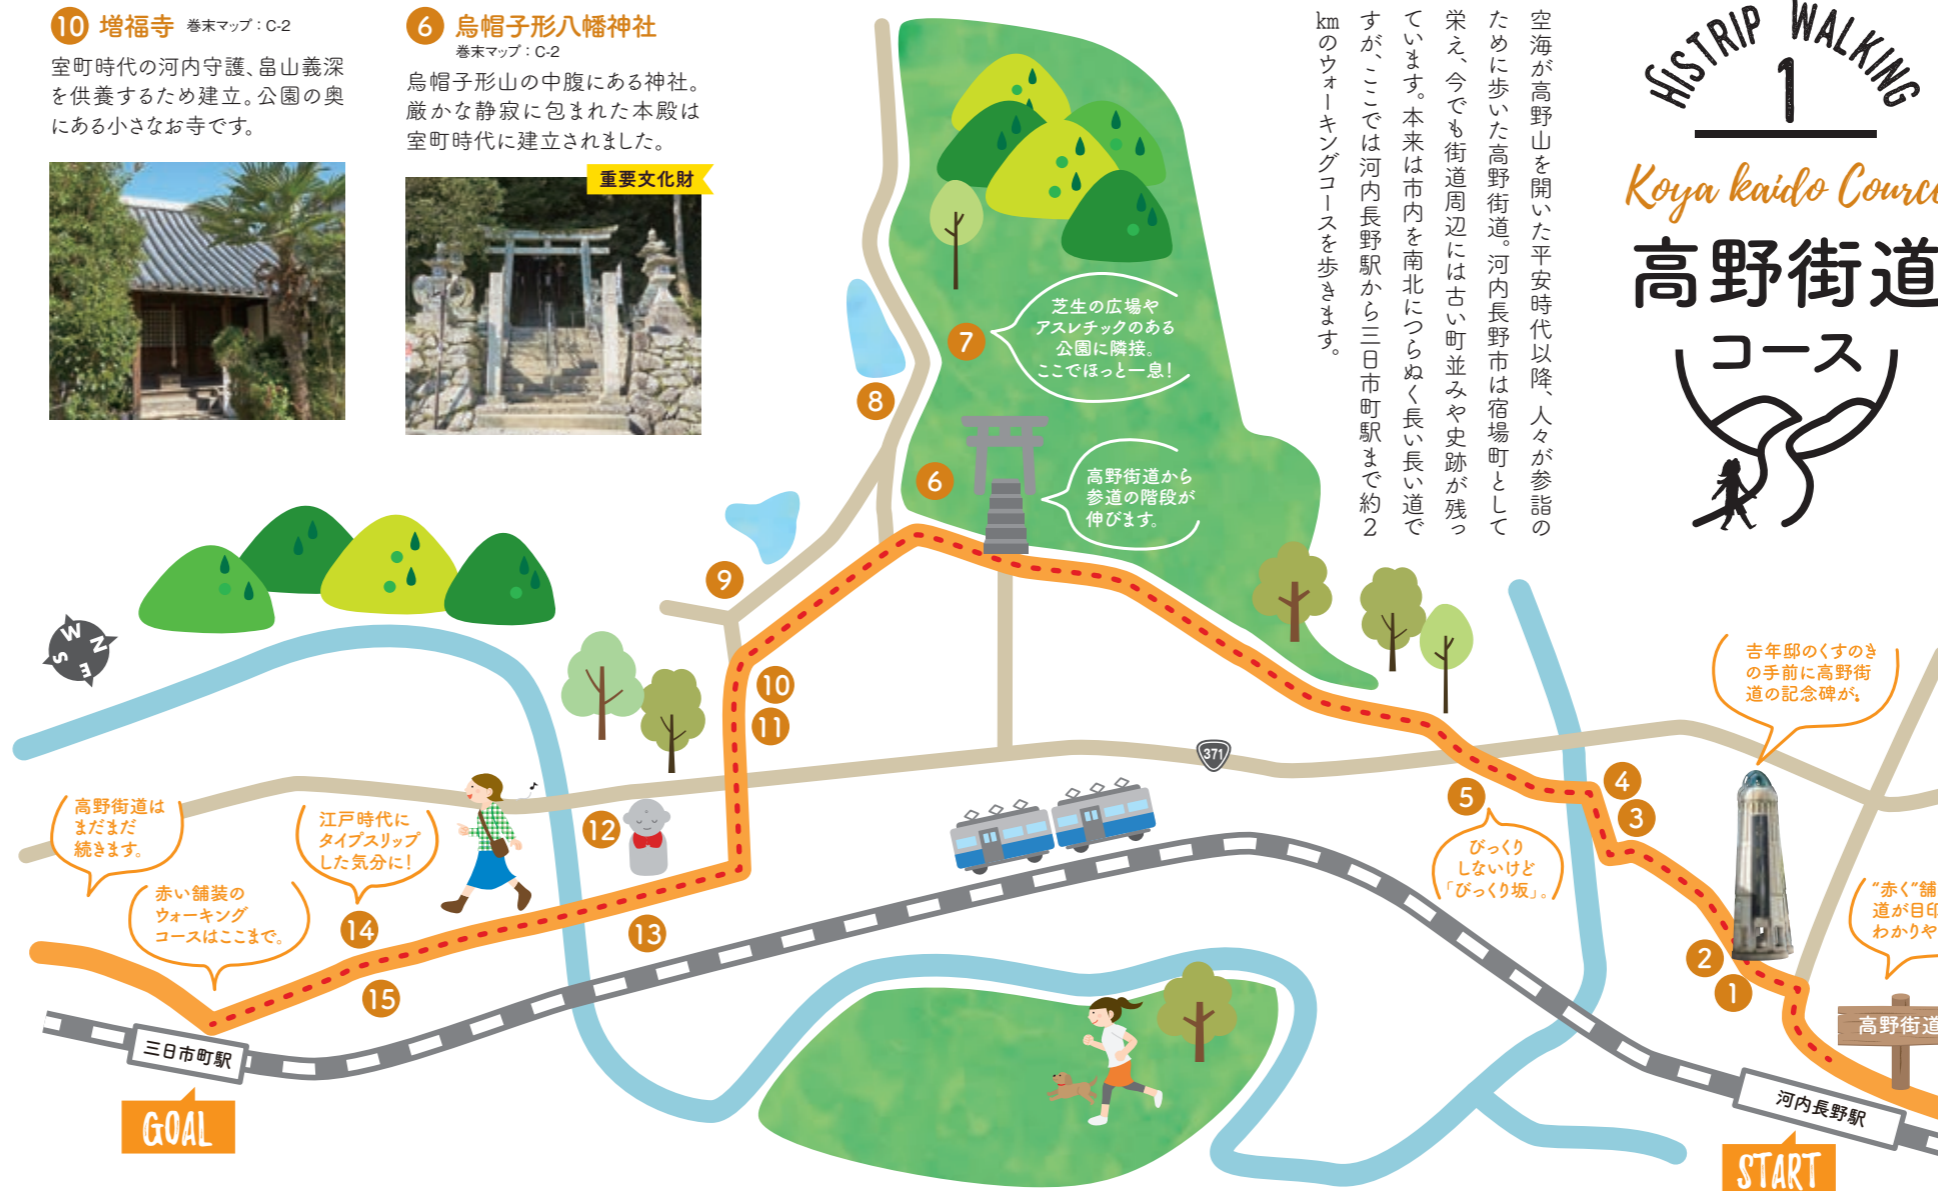 10 増福寺 巻末マップ：C-2
室町時代の河内守護、畠山義深
を供養するため建立。公園の奥
にある小さなお寺です。
6 烏帽子形八幡神社
巻末マップ：C-2
烏帽子形山の中腹にある神社。
厳かな静寂に包まれた本殿は
室町時代に建立されました。
重要文化財
HISTRIP WALKING
1
Koya kaido Cource
高野街道
コース
空海が高野山を開いた平安時代以降、人々が参詣の
ために歩いた高野街道。河内長野市は宿場町として
栄え、今でも街道周辺には古い町並みや史跡が残っ
ています。本来は市内を南北につらぬく長い長い道で
すが、ここでは河内長野駅から三日市町駅まで約2
kmのウォーキングコースを歩きます。
7
芝生の広場や
アスレチックのある
公園に隣接。
ここでほっと一息！
8
6
高野街道から
参道の階段が
伸びます。
9
W
N
S
E
10
11
371
吉年邸のくすのき
の手前に高野街
道の記念碑が。
4
3
5
びっくり
しないけど
「びっくり坂」。
12
高野街道は
まだまだ
続きます。
江戸時代に
タイプスリップ
した気分に！
赤い舗装の
ウォーキング
コースはここまで。
14
13
15
2
1
"赤く"舗
道が目印
わかりや
高野街道
三日市町駅
GOAL
河内長野駅
START